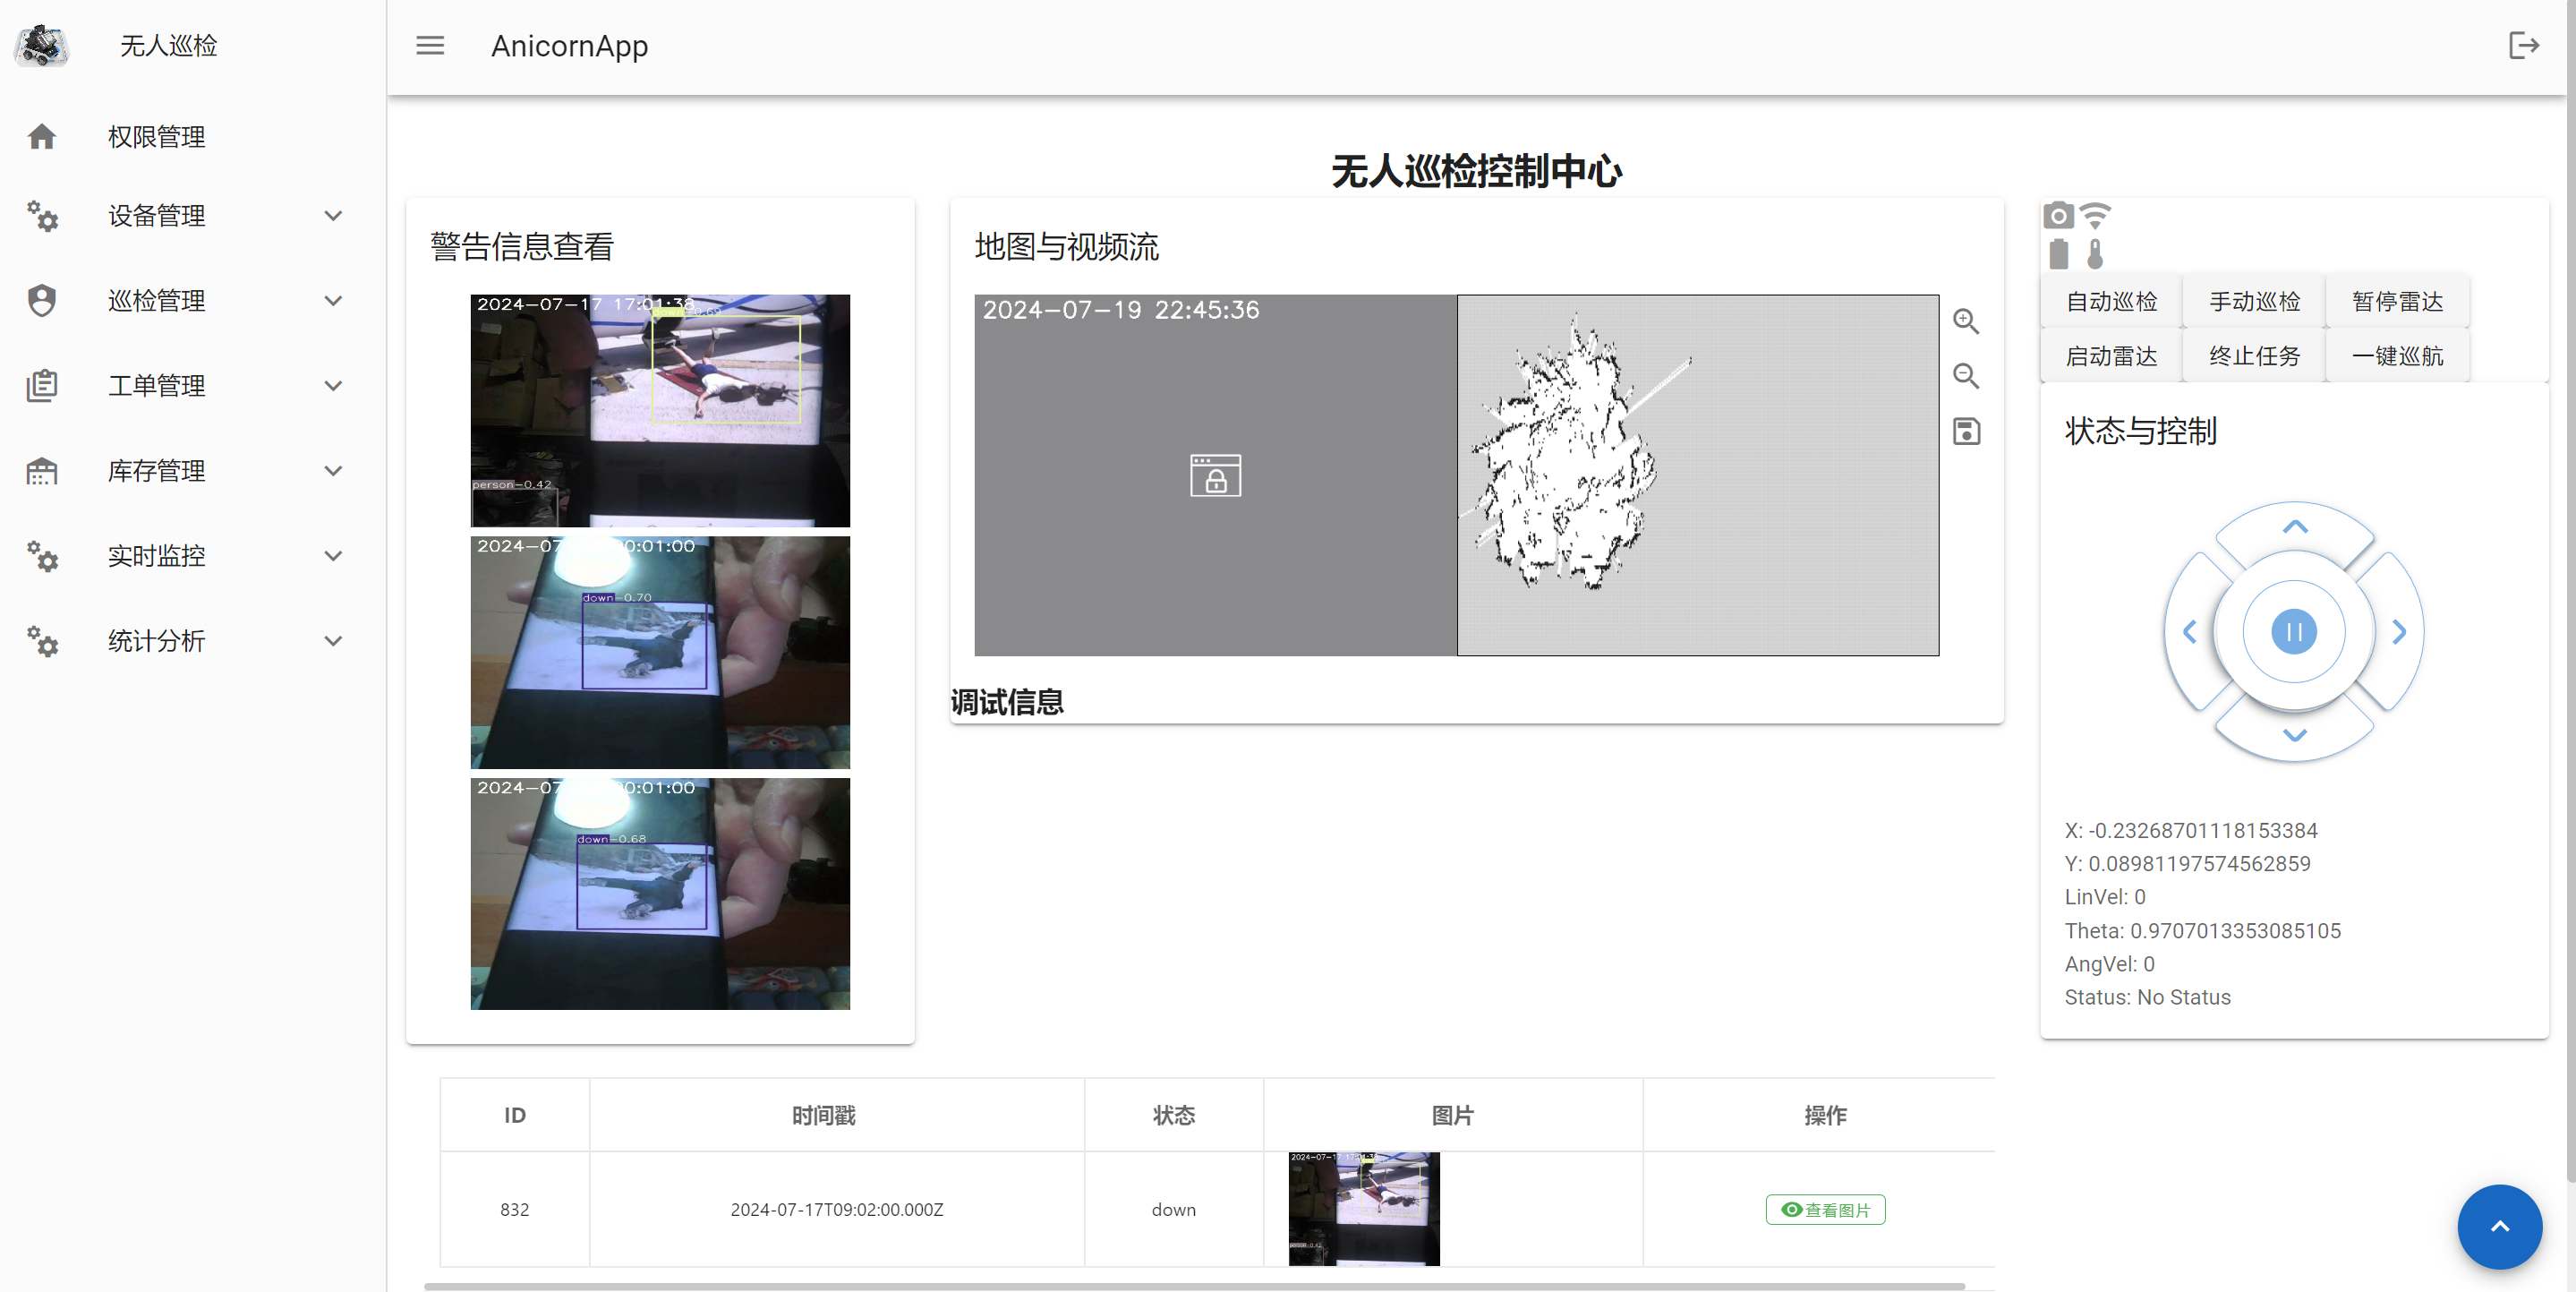 无人巡检
AnicornApp
权限管理
设备管理
巡检管理
工单管理
库存管理
实时监控
统计分析
无人巡检控制中心
警告信息查看
2024-07-17 17:01:38
person-0.42
2024-07 0:01:00
down-0.70
2024-07 0:01:00
down-0.68
地图与视频流
2024-07-19 22:45:36
调试信息
自动巡检 手动巡检 暂停雷达
启动雷达 终止任务 一键巡航
状态与控制
X: -0.23268701118153384
Y: 0.08981197574562859
LinVel: 0
Theta: 0.9707013353085105
AngVel: 0
Status: No Status
ID 时间戳 状态 图片 操作
832 2024-07-17T09:02:00.000Z down 查看图片